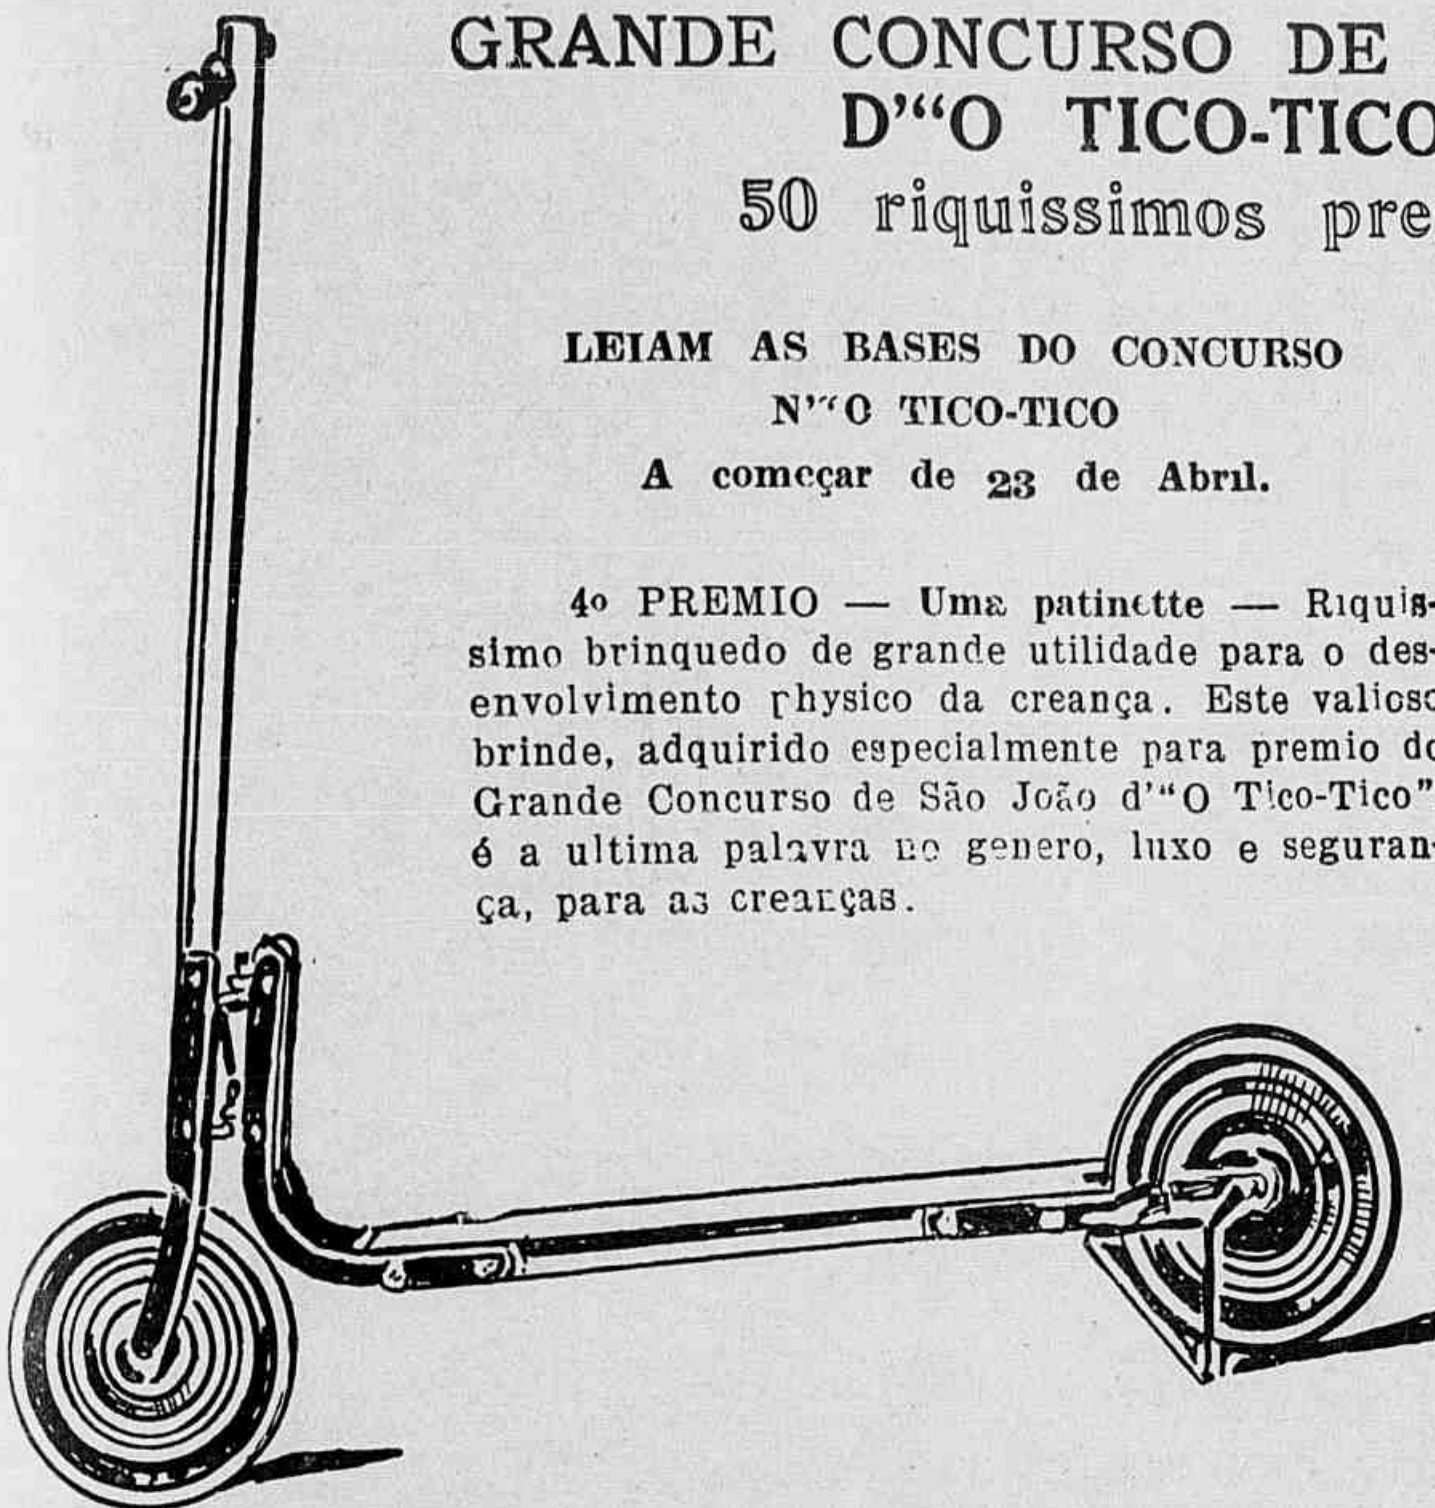 GRANDE CONCURSO DE
D'“O TICO-TICO
50 riquissimos pre
LEIAM AS BASES DO CONCURSO
N'“O TICO-TICO
A começar de 23 de Abril.
4º PREMIO — Uma patinette — Riquis-
simo brinquedo de grande utilidade para o des-
envolvimento physico da creança. Este valioso
brinde, adquirido especialmente para premio do
Grande Concurso de São João d'“O Tico-Tico”
é a ultima palavra no genero, luxo e seguran-
ça, para as creanças.